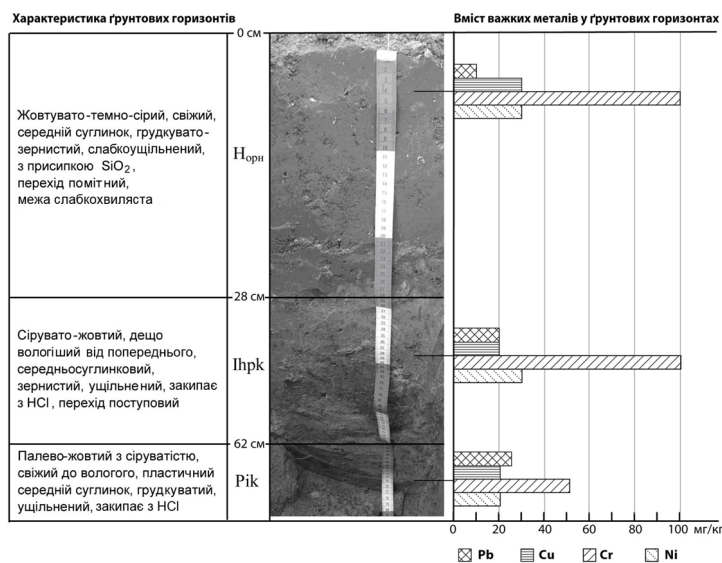 Характеристика ґрунтових горизонтів
Вміст важких металів у ґрунтових горизонтах
0 см
Жовтувато-темно-сірий, свіжий,
середній суглинок, грудкувато-
зернистий, слабкоущільнений,
з присипкою SiO₂,
перехід помітний,
межа слабкохвиляста
Hорн
28 см
Сірувато-жовтий, дещо
вологіший від попереднього,
середньосуглинковий,
зернистий, ущільнений, закипає
з HCl, перехід поступовий
Ihpk
62 см
Палево-жовтий з сіруватістю,
свіжий до вологого, пластичний
середній суглинок, грудкуватий,
ущільнений, закипає з HCl
Pik
0 20 40 60 80 100 мг/кг
Pb Cu Cr Ni